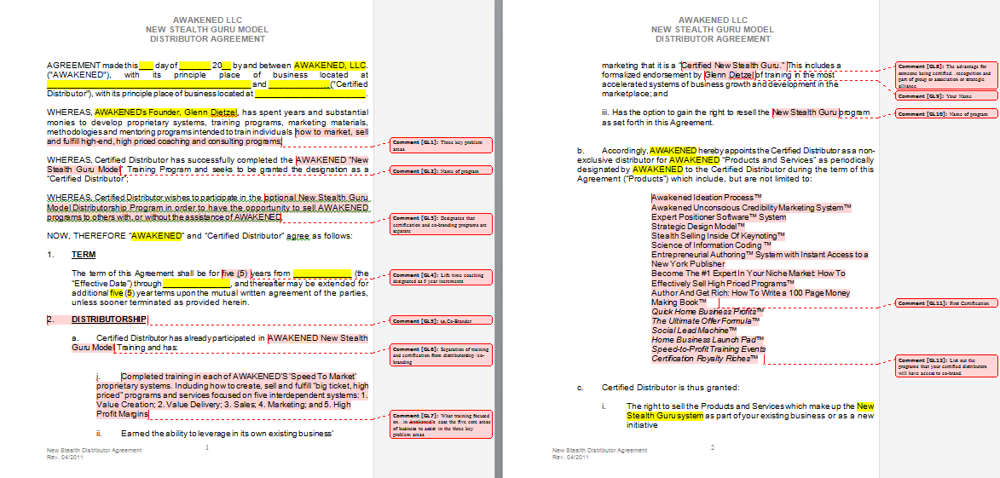 AWAKENED LLC
NEW STEALTH GURU MODEL
DISTRIBUTOR AGREEMENT
AGREEMENT made this ___ day of _______ 20__ by and between AWAKENED, LLC.
("AWAKENED"), with its principle place of business located at
_______________________________ and _____________("Certified
Distributor"), with its principle place of business located at ______________________.
WHEREAS, AWAKENED's Founder, Glenn Dietzel, has spent years and substantial
monies to develop proprietary systems, training programs, marketing materials,
methodologies and mentoring programs intended to train individuals how to market, sell
and fulfill high-end, high priced coaching and consulting programs;
Comment [GL1]: Three key problem
areas.
WHEREAS, Certified Distributor has successfully completed the AWAKENED "New
Stealth Guru Model" Training Program and seeks to be granted the designation as a
"Certified Distributor";
Comment [GL2]: Name of program
WHEREAS, Certified Distributor wishes to participate in the optional New Stealth Guru
Model Distributorship Program in order to have the opportunity to sell AWAKENED
programs to others with, or without the assistance of AWAKENED.
Comment [GL3]: Designates that
certification and co-branding programs are
separate
NOW, THEREFORE "AWAKENED" and "Certified Distributor" agree as follows:
1. TERM
The term of this Agreement shall be for five (5) years from ____________ (the
"Effective Date") through ______________, and thereafter may be extended for
additional five (5) year terms upon the mutual written agreement of the parties,
unless sooner terminated as provided herein.
Comment [GL4]: Life time coaching
designated as 5 year increments
2. DISTRIBUTORSHIP
Comment [GL5]: Co-Brander
a. Certified Distributor has already participated in AWAKENED New Stealth
Guru Model Training and has:
Comment [GL6]: Separation of training
and certification from distributorship/co-
branding
i. Completed training in each of AWAKENED'S 'Speed To Market'
proprietary systems. Including how to create, sell and fulfill "big ticket, high
priced" programs and services focused on five interdependent systems: 1.
Value Creation; 2. Value Delivery; 3. Sales; 4. Marketing; and 5. High
Profit Margins
Comment [GL7]: What training focused
on...in Awakened's case the five core areas
of business to assist in the three key
problem areas.
ii. Earned the ability to leverage in its own existing business'
New Stealth Distributor Agreement
Rev. 04/2011
1
AWAKENED LLC
NEW STEALTH GURU MODEL
DISTRIBUTOR AGREEMENT
marketing that it is a "Certified New Stealth Guru." This includes a
formalized endorsement by Glenn Dietzel of training in the most
accelerated systems of business growth and development in the
marketplace; and
Comment [GL8]: The advantage for
someone being certified...recognition and
part of group or association or strategic
alliance.
Comment [GL9]: Your Name
iii. Has the option to gain the right to resell the New Stealth Guru program
as set forth in this Agreement.
Comment [GL10]: Name of program
b. Accordingly, AWAKENED hereby appoints the Certified Distributor as a non-
exclusive distributor for AWAKENED "Products and Services" as periodically
designated by AWAKENED to the Certified Distributor during the term of this
Agreement ("Products") which include, but are not limited to:
Awakened Ideation Process™
Awakened Unconscious Credibility Marketing System™
Expert Positioner Software™ System
Strategic Design Model™
Stealth Selling Inside Of Keynoting™
Science of Information Coding ™
Entrepreneurial Authoring™ System with Instant Access to a
New York Publisher
Become The #1 Expert In Your Niche Market: How To
Effectively Sell High Priced Programs™
Author And Get Rich: How To Write a 100 Page Money
Making Book™
Comment [GL11]: First Certification
Quick Home Business Profits™
The Ultimate Offer Formula™
Social Lead Machine™
Home Business Launch Pad™
Speed-to-Profit Training Events
Certification Royalty Riches™
Comment [GL12]: List out the
programs that your certified distributors
will have access to co-brand.
c. Certified Distributor is thus granted:
i. The right to sell the Products and Services which make up the New
Stealth Guru system as part of your existing business or as a new
initiative
New Stealth Distributor Agreement
Rev. 04/2011
2